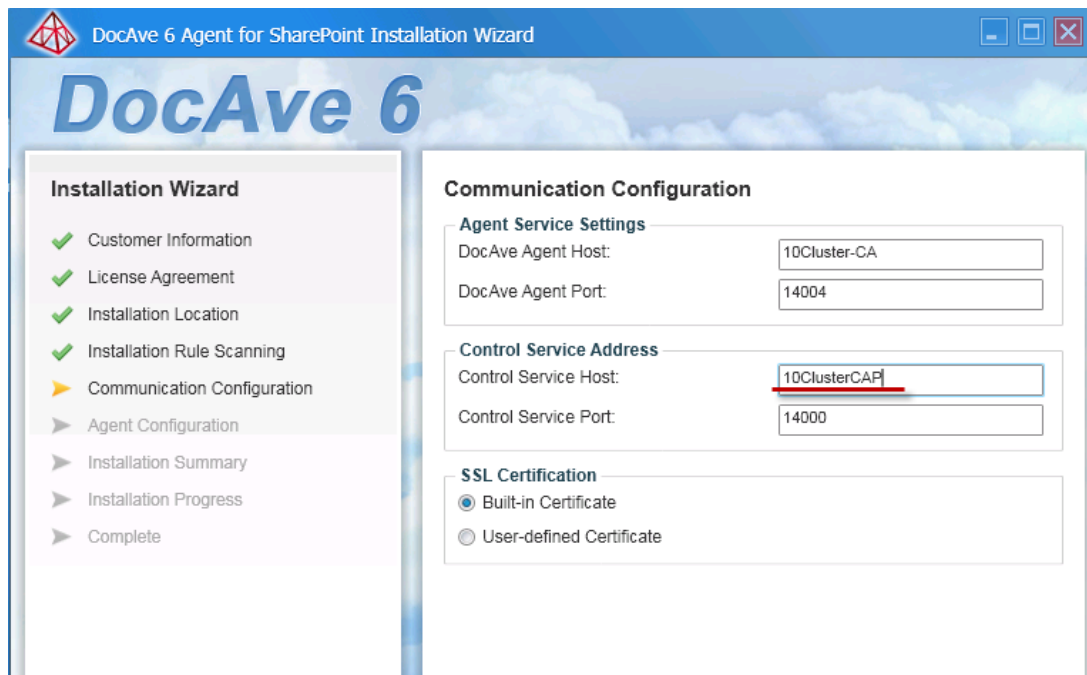 DocAve 6 Agent for SharePoint Installation Wizard
DocAve 6
Installation Wizard
Customer Information
License Agreement
Installation Location
Installation Rule Scanning
Communication Configuration
Agent Configuration
Installation Summary
Installation Progress
Complete
Communication Configuration
Agent Service Settings
DocAve Agent Host: 10Cluster-CA
DocAve Agent Port: 14004
Control Service Address
Control Service Host: 10ClusterCAP
Control Service Port: 14000
SSL Certification
Built-in Certificate
User-defined Certificate